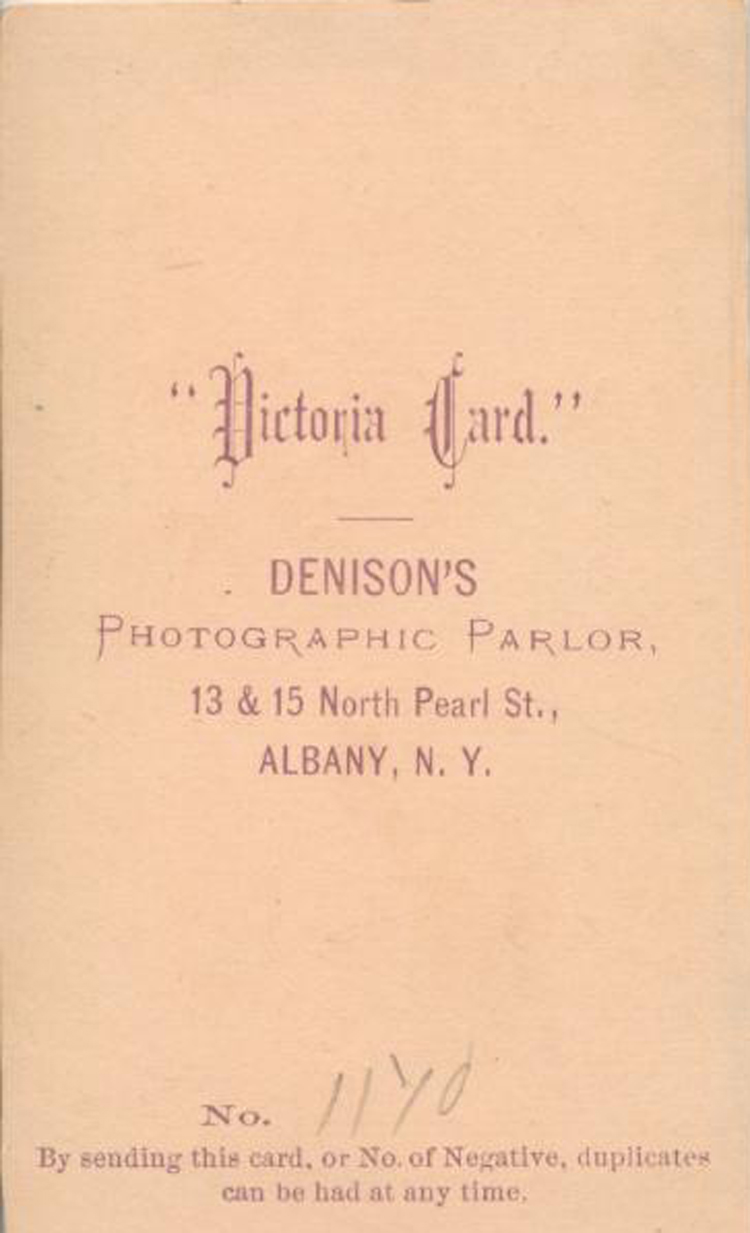 "Victoria Card."
DENISON'S
PHOTOGRAPHIC PARLOR,
13 & 15 North Pearl St.,
ALBANY, N. Y.
No. 1170
By sending this card, or No. of Negative, duplicates
can be had at any time.